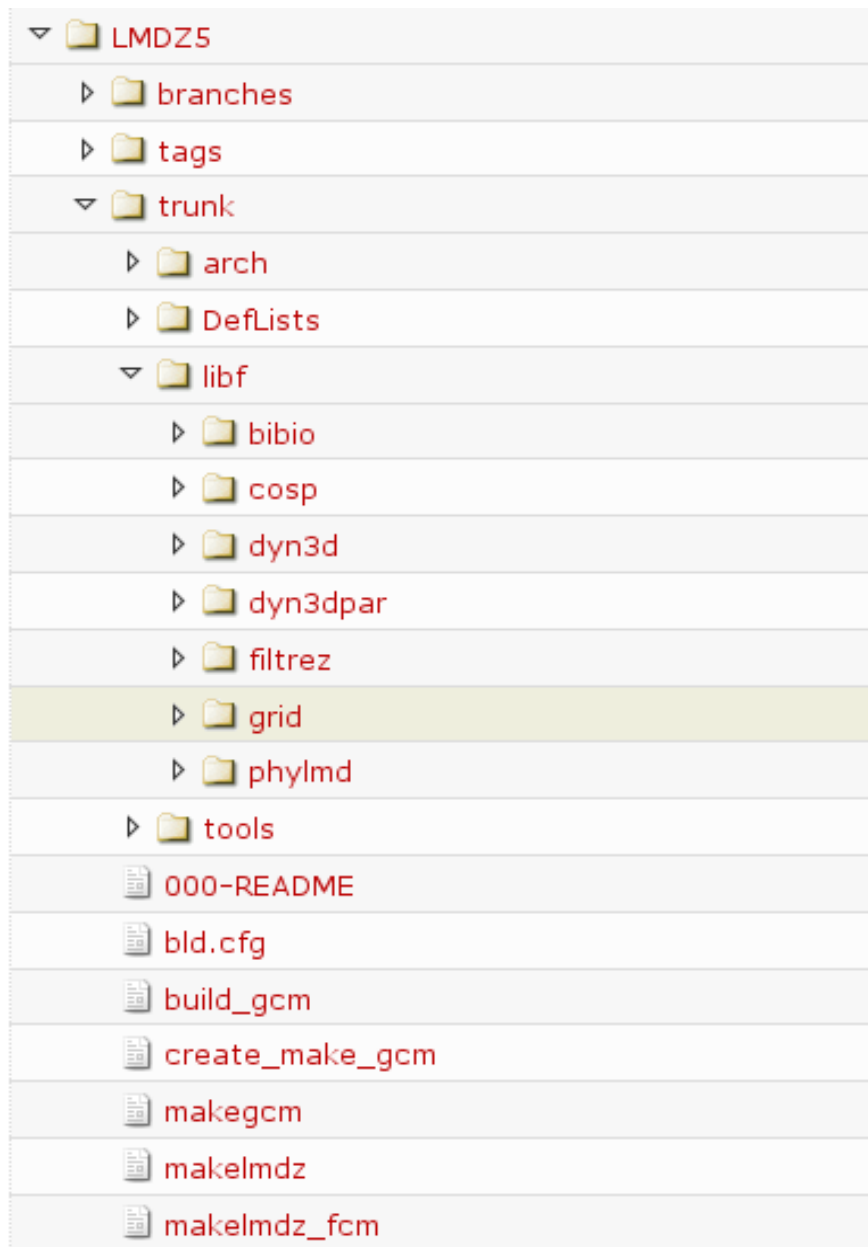 LMDZ5
branches
tags
trunk
arch
DefLists
libf
bibio
cosp
dyn3d
dyn3dpar
filtrez
grid
phylmd
tools
000-README
bld.cfg
build_gcm
create_make_gcm
makegcm
makelmdz
makelmdz_fcm